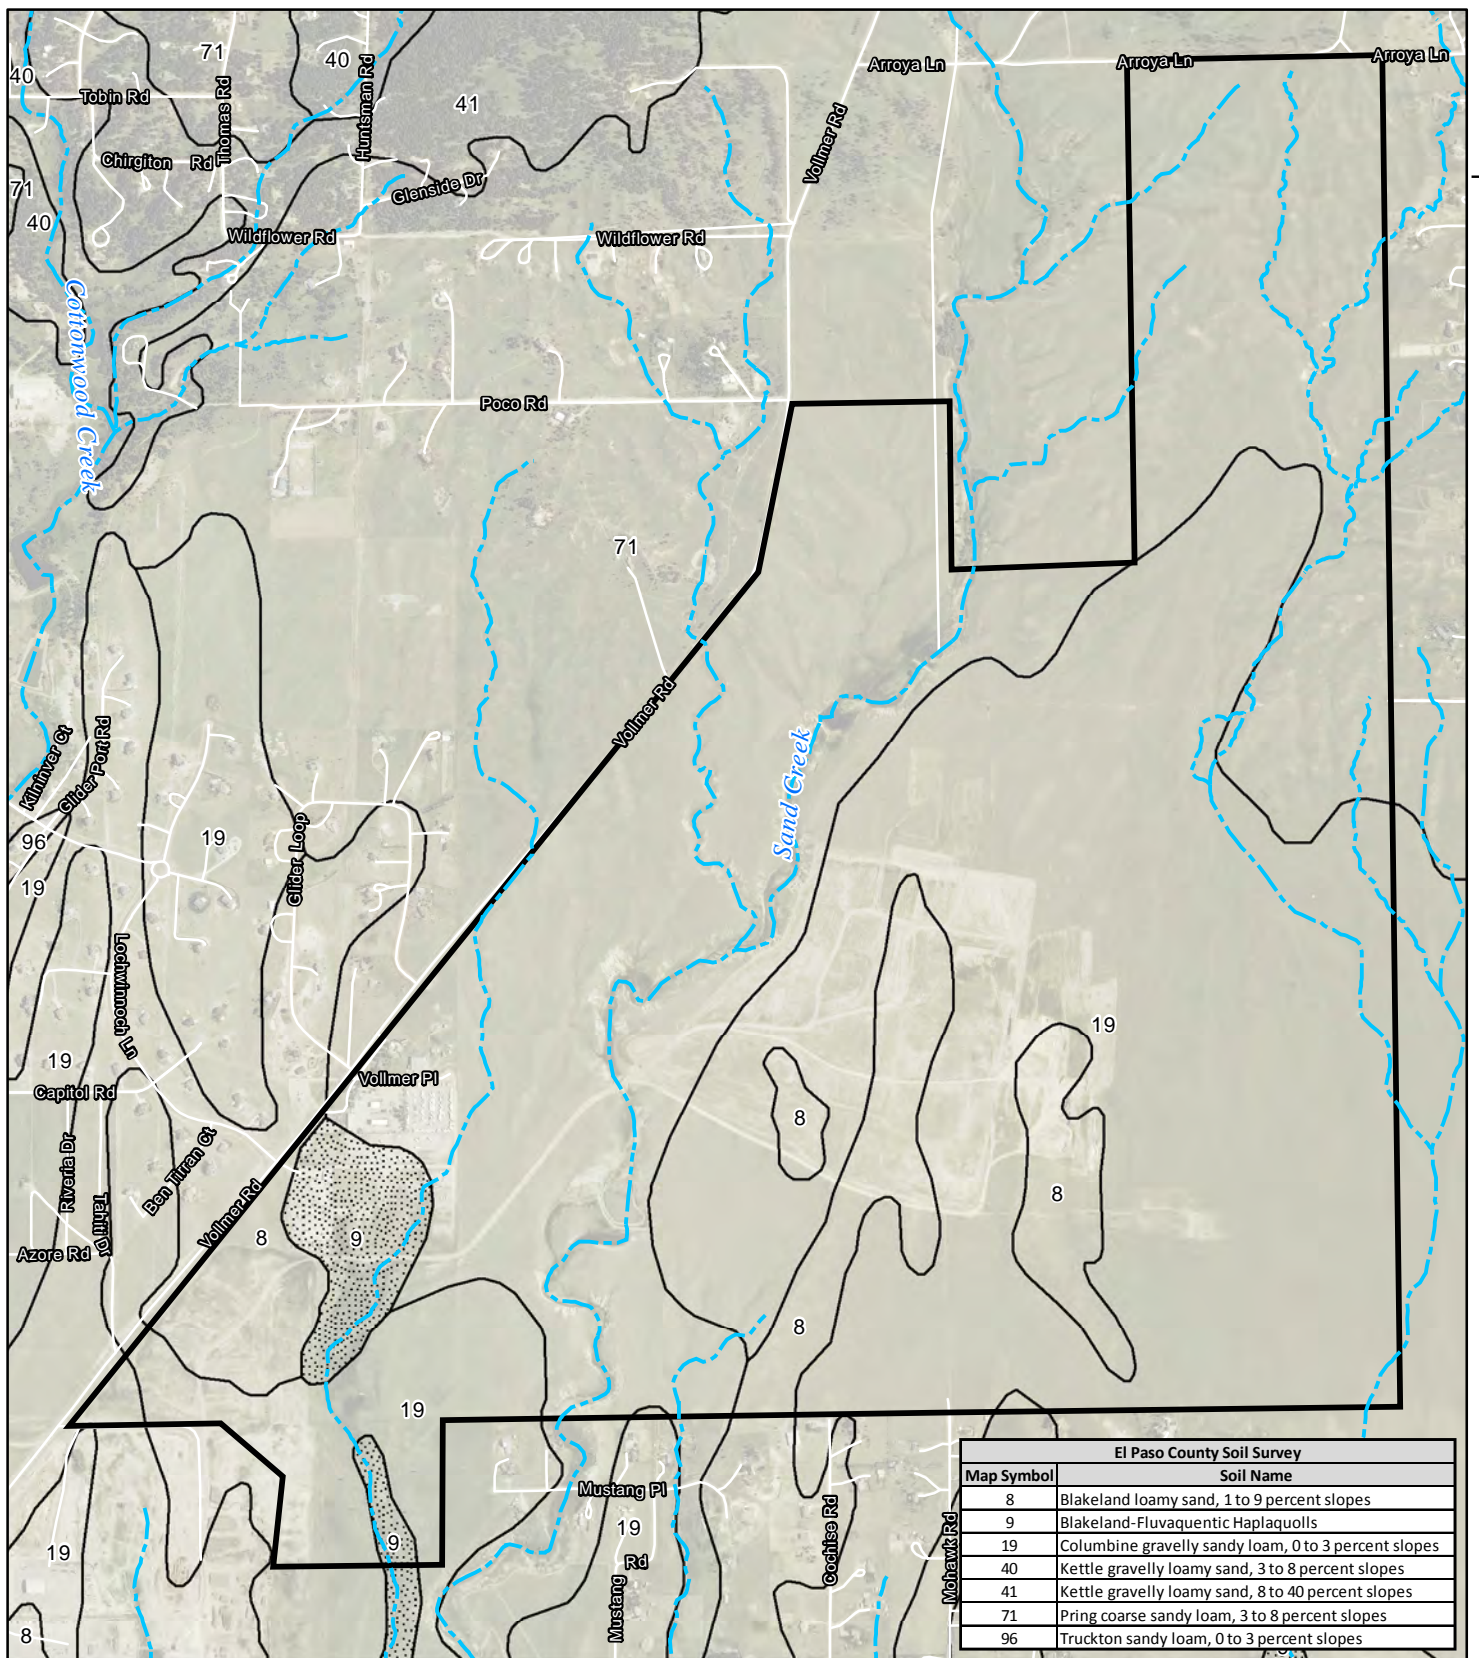 71
40
Arroya Ln
Arroya Ln
Arroya Ln
40
Tobin Rd
Thomas Rd
Huntsman Rd
41
Vollmer Rd
Chirgiton Rd
71
Glenside Dr
40
Wildflower Rd
Wildflower Rd
Cottonwood Creek
Poco Rd
71
Vollmer Rd
Kilninver Ct
Glider Port Rd
Sand Creek
96
19
Glider Loop
19
Lochwinnoch Ln
19
19
Capitol Rd
Vollmer Pl
8
Riveria Dr
Ben Tirran Ct
Tahiti Dr
Vollmer Rd
8
Azore Rd
8
9
8
19
Mustang Pl
19
9
19
Mustang Rd
Cochise Rd
Mohawk Rd
8
El Paso County Soil Survey
Map Symbol Soil Name
8 Blakeland loamy sand, 1 to 9 percent slopes
9 Blakeland-Fluvaquentic Haplaquolls
19 Columbine gravelly sandy loam, 0 to 3 percent slopes
40 Kettle gravelly loamy sand, 3 to 8 percent slopes
41 Kettle gravelly loamy sand, 8 to 40 percent slopes
71 Pring coarse sandy loam, 3 to 8 percent slopes
96 Truckton sandy loam, 0 to 3 percent slopes